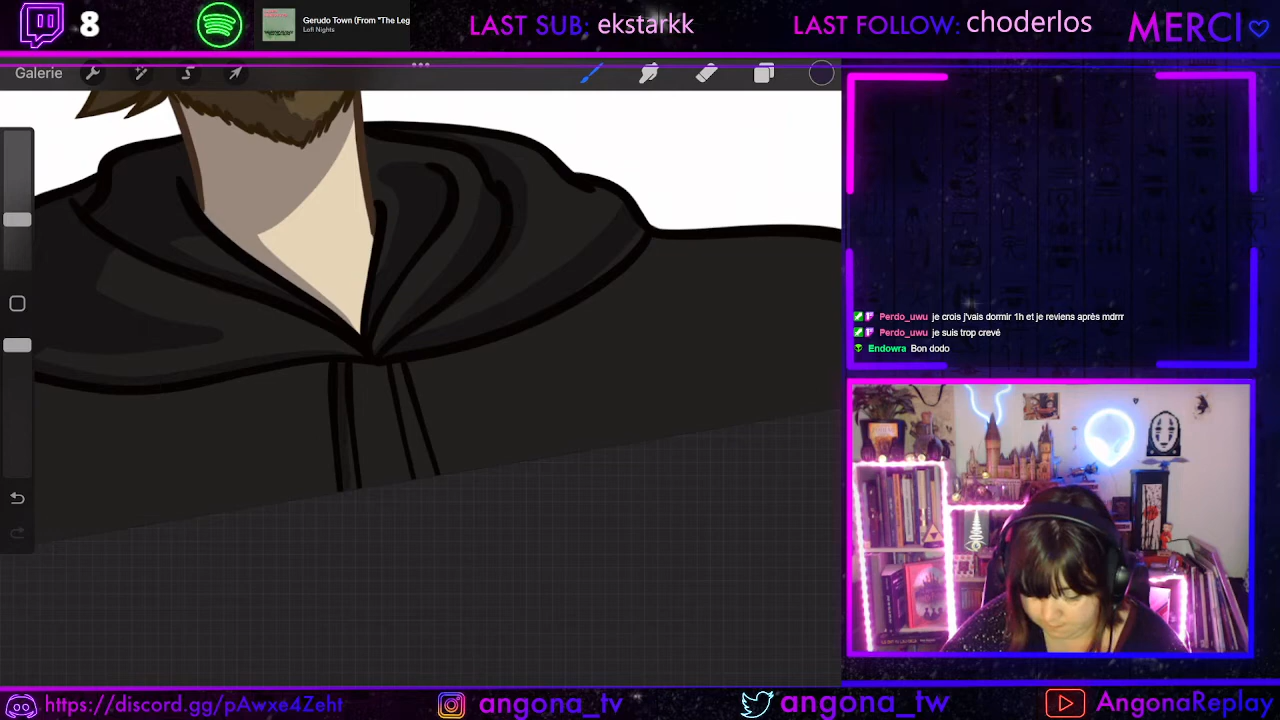 8
Gerudo Town (From "The Leg
Lofi Nights
LAST SUB: ekstarkk
LAST FOLLOW: choderlos
MERCI
Galerie
Perdo_uwu je crois j'vais dormir 1h et je reviens après mdrrr
Perdo_uwu je suis trop crevé
Endowra Bon dodo
https://discord.gg/pAwxe4Zeht
angona_tv
angona_tw
AngonaReplay